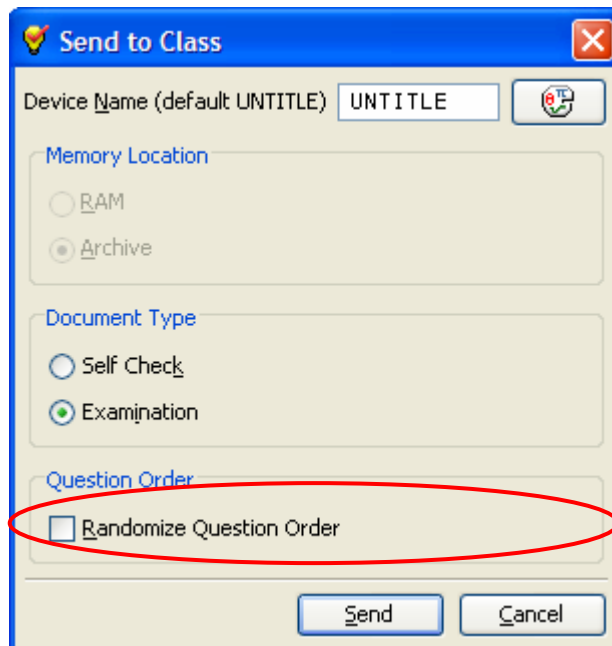 Send to Class
Device Name (default UNTITLE) UNTITLE
Memory Location
RAM
Archive
Document Type
Self Check
Examination
Question Order
Randomize Question Order
Send Cancel